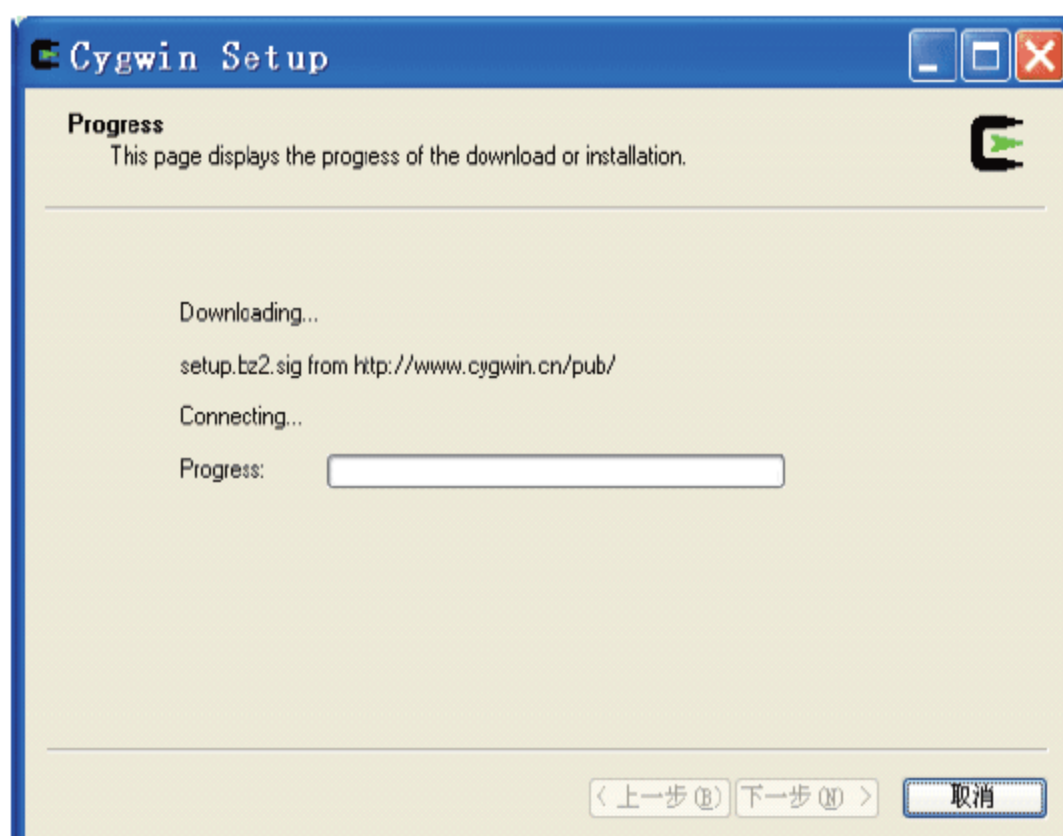 Cygwin Setup
Progress
This page displays the progress of the download or installation.
Downloading...
setup.bz2.sig from http://www.cygwin.cn/pub/
Connecting...
Progress:
< 上一步(B) 下一步(N) > 取消